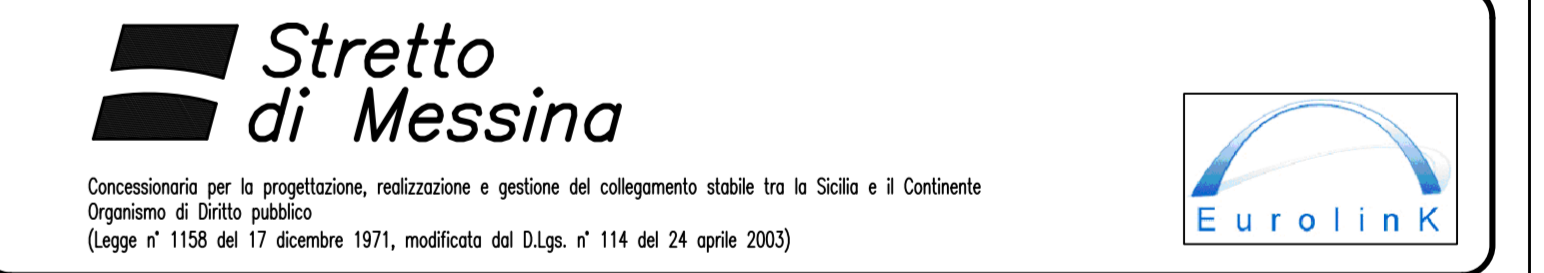 Stretto
di Messina
Concessionaria per la progettazione, realizzazione e gestione del collegamento stabile tra la Sicilia e il Continente
Organismo di Diritto pubblico
(Legge n° 1158 del 17 dicembre 1971, modificata dal D.Lgs. n° 114 del 24 aprile 2003)
EurolinK